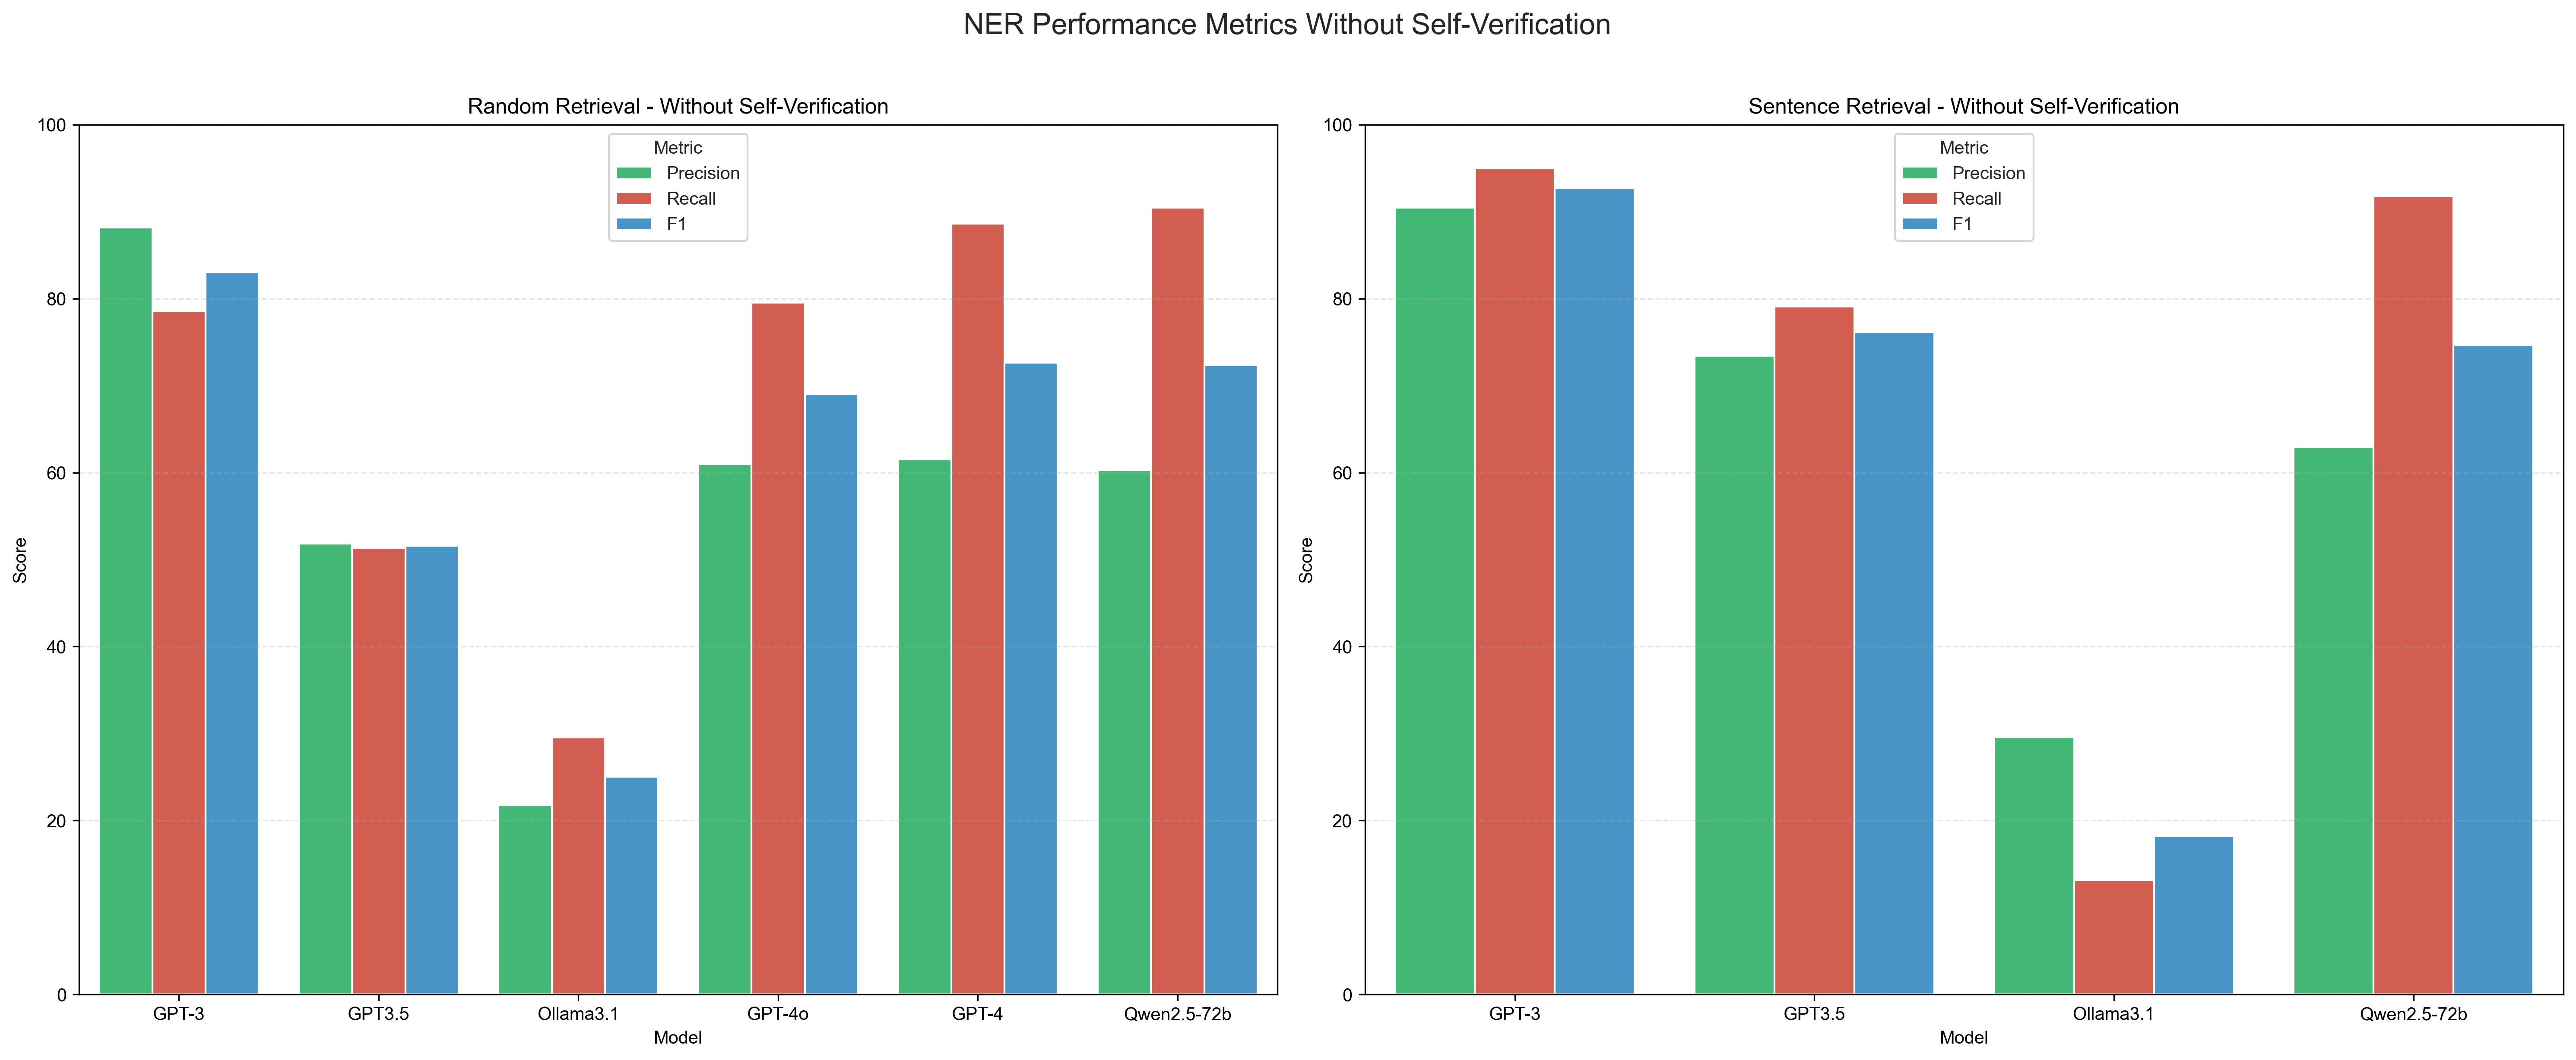 NER Performance Metrics Without Self-Verification
Random Retrieval - Without Self-Verification
Metric
Precision
Recall
F1
Score
100
80
60
40
20
0
GPT-3 GPT3.5 Ollama3.1 GPT-4o GPT-4 Qwen2.5-72b
Model
Sentence Retrieval - Without Self-Verification
Metric
Precision
Recall
F1
Score
100
80
60
40
20
0
GPT-3 GPT3.5 Ollama3.1 Qwen2.5-72b
Model